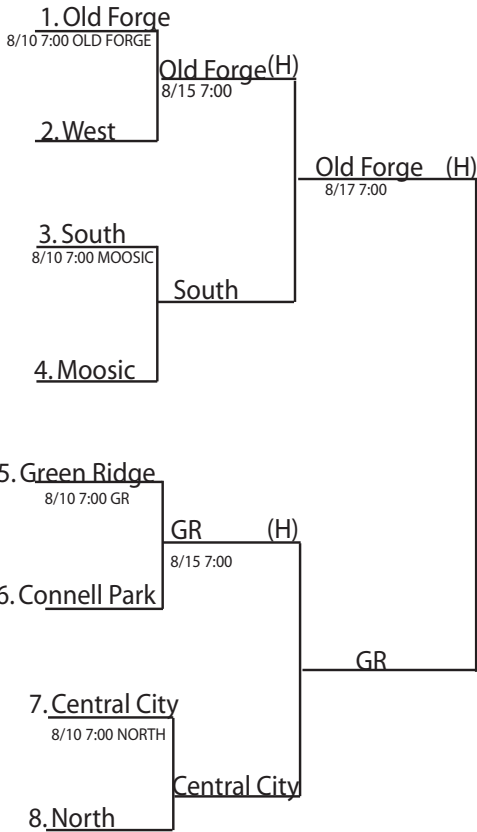 1. Old Forge
8/10 7:00 OLD FORGE
Old Forge (H)
8/15 7:00
2. West
Old Forge (H)
8/17 7:00
3. South
8/10 7:00 MOOSIC
South
4. Moosic
5. Green Ridge
8/10 7:00 GR
GR (H)
8/15 7:00
6. Connell Park
GR
7. Central City
8/10 7:00 NORTH
Central City
8. North